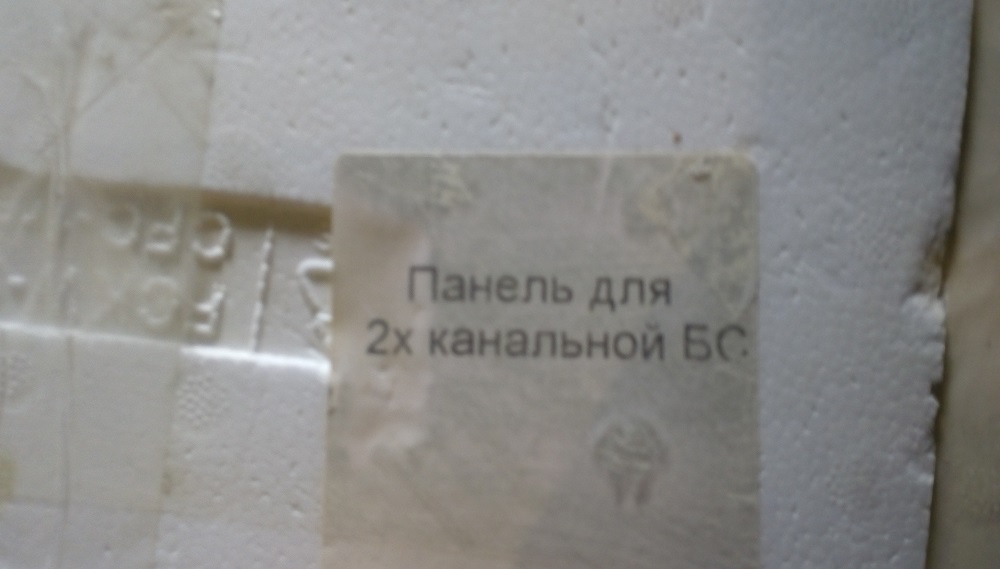 Панель для
2х канальной БС